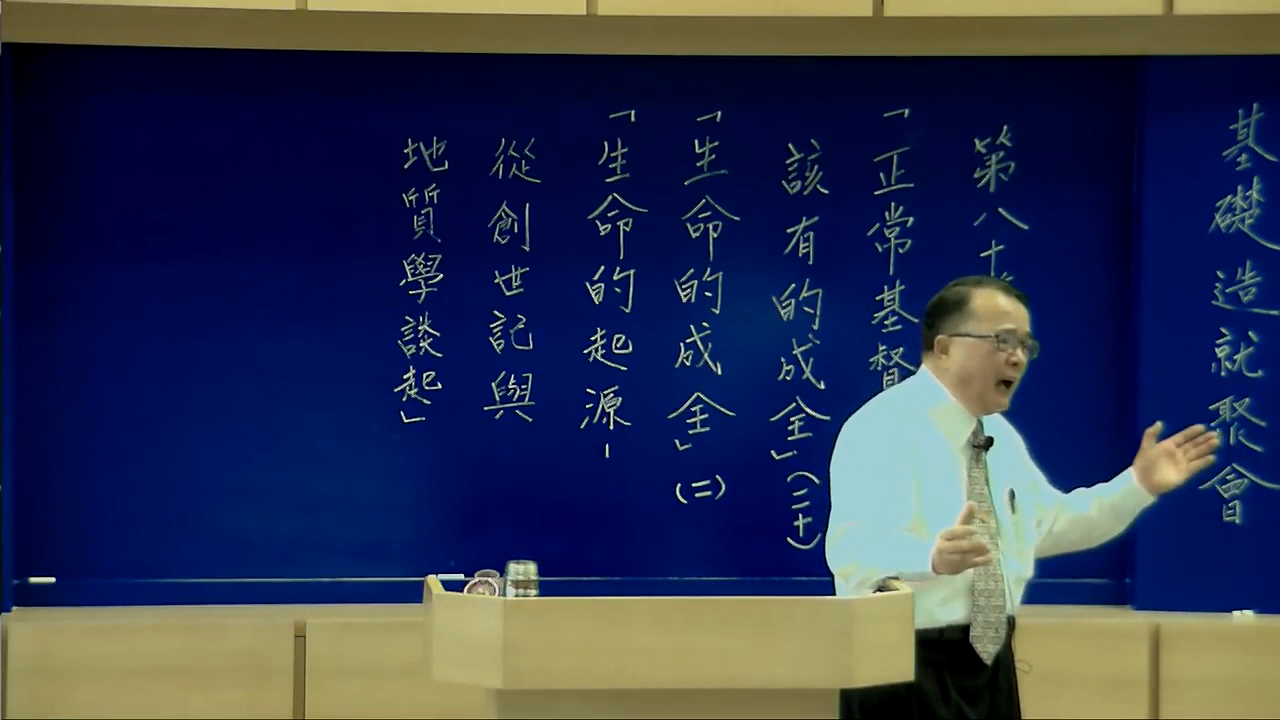 基礎造就聚會
第八十
「正常基督
該有的成全」(二十)
「生命的成全」(二)
「生命的起源-
從創世記與
地質學談起」